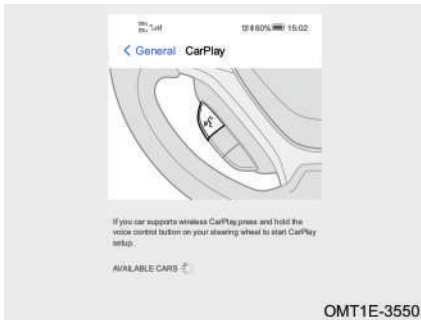 80% 15:02
< General CarPlay
If you car supports wireless CarPlay,press and hold the
voice control button on your steering wheel to start CarPlay
setup.
AVAILABLE CARS
OMT1E-3550